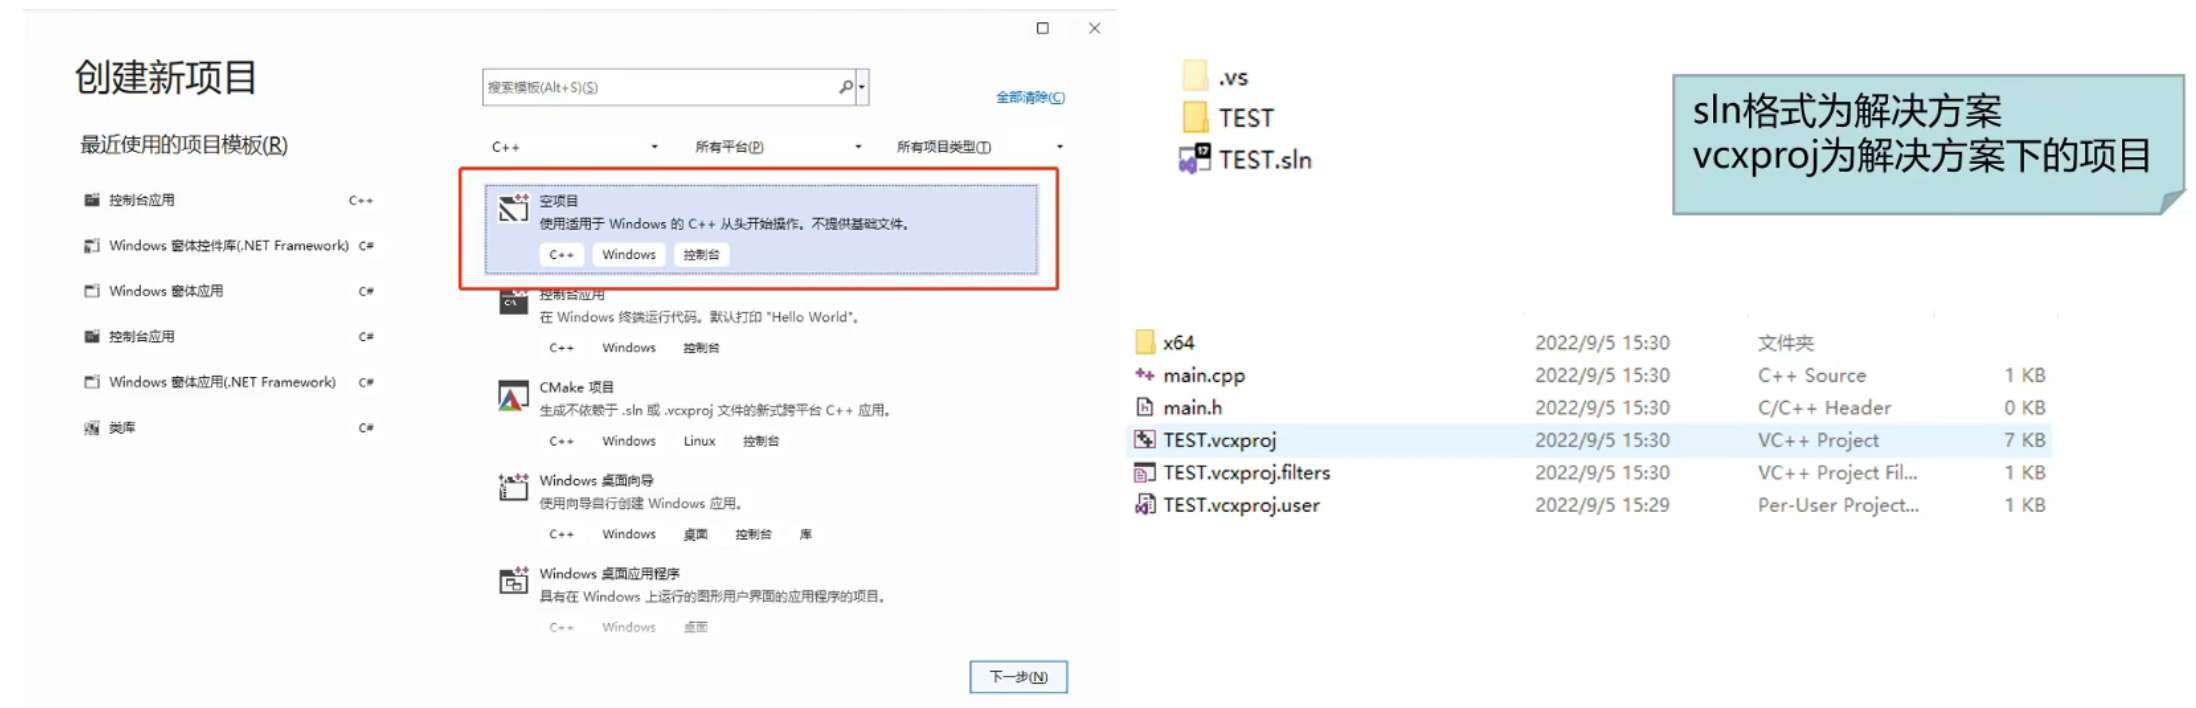 创建新项目
最近使用的项目模板(R)
控制台应用 C++
Windows 窗体控件库(.NET Framework) C#
Windows 窗体应用 C#
控制台应用 C#
Windows 窗体应用(.NET Framework) C#
类库 C#
搜索模板(Alt+S)(S)
全部清除(C)
C++ 所有平台(P) 所有项目类型(T)
空项目
使用适用于 Windows 的 C++ 从头开始操作。不提供基础文件。
C++ Windows 控制台
控制台应用
在 Windows 终端运行代码。默认打印 "Hello World"。
C++ Windows 控制台
CMake 项目
生成不依赖于 .sln 或 .vcxproj 文件的新式跨平台 C++ 应用。
C++ Windows Linux 控制台
Windows 桌面向导
使用向导自行创建 Windows 应用。
C++ Windows 桌面 控制台 库
Windows 桌面应用程序
具有在 Windows 上运行的图形用户界面的应用程序的项目。
C++ Windows 桌面
下一步(N)
.vs
TEST
TEST.sln
sln格式为解决方案
vcxproj为解决方案下的项目
x64 2022/9/5 15:30 文件夹
main.cpp 2022/9/5 15:30 C++ Source 1 KB
main.h 2022/9/5 15:30 C/C++ Header 0 KB
TEST.vcxproj 2022/9/5 15:30 VC++ Project 7 KB
TEST.vcxproj.filters 2022/9/5 15:30 VC++ Project Fil... 1 KB
TEST.vcxproj.user 2022/9/5 15:29 Per-User Project... 1 KB